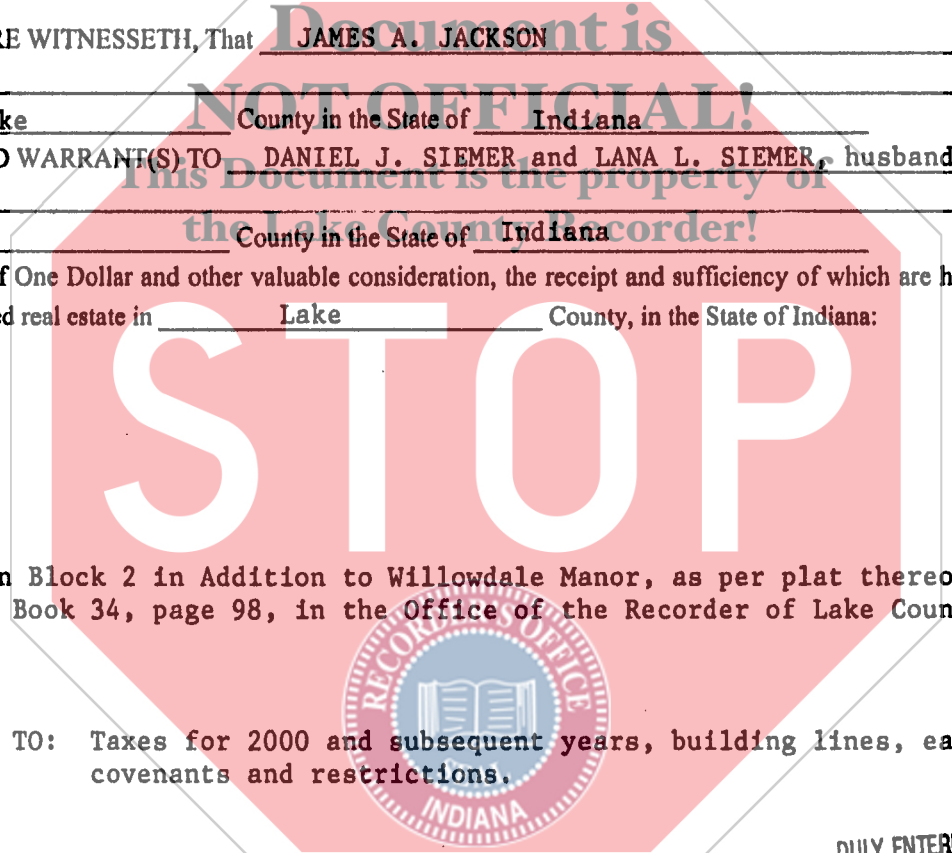 Document is
RE WITNESSETH, That JAMES A. JACKSON
NOT OFFICIAL!
ke County in the State of Indiana
D WARRANT(S) TO DANIEL J. SIEMER and LANA L. SIEMER, husband
This Document is the property of
the Lake County Recorder!
County in the State of Indiana
f One Dollar and other valuable consideration, the receipt and sufficiency of which are h
ed real estate in Lake County, in the State of Indiana:
STOP
n Block 2 in Addition to Willowdale Manor, as per plat thereo
Book 34, page 98, in the Office of the Recorder of Lake Coun
RECORDER'S OFFICE
TO: Taxes for 2000 and subsequent years, building lines, ea
covenants and restrictions.
INDIANA
DULY ENTER